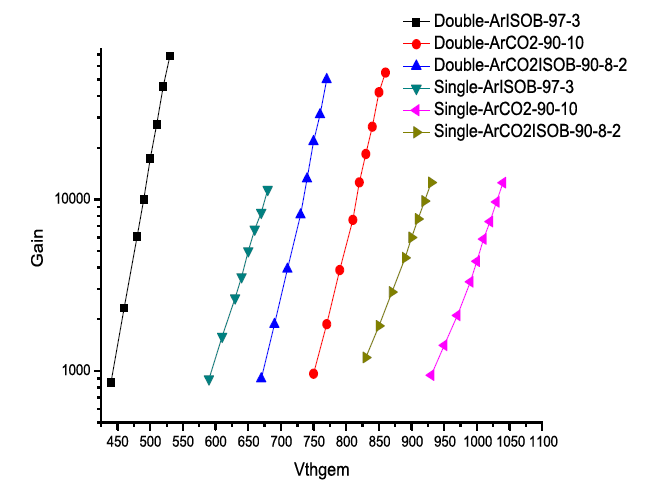 Double-ArISOB-97-3
Double-ArCO2-90-10
Double-ArCO2ISOB-90-8-2
Single-ArISOB-97-3
Single-ArCO2-90-10
Single-ArCO2ISOB-90-8-2
10000
1000
Gain
450 500 550 600 650 700 750 800 850 900 950 1000 1050 1100
Vthgem